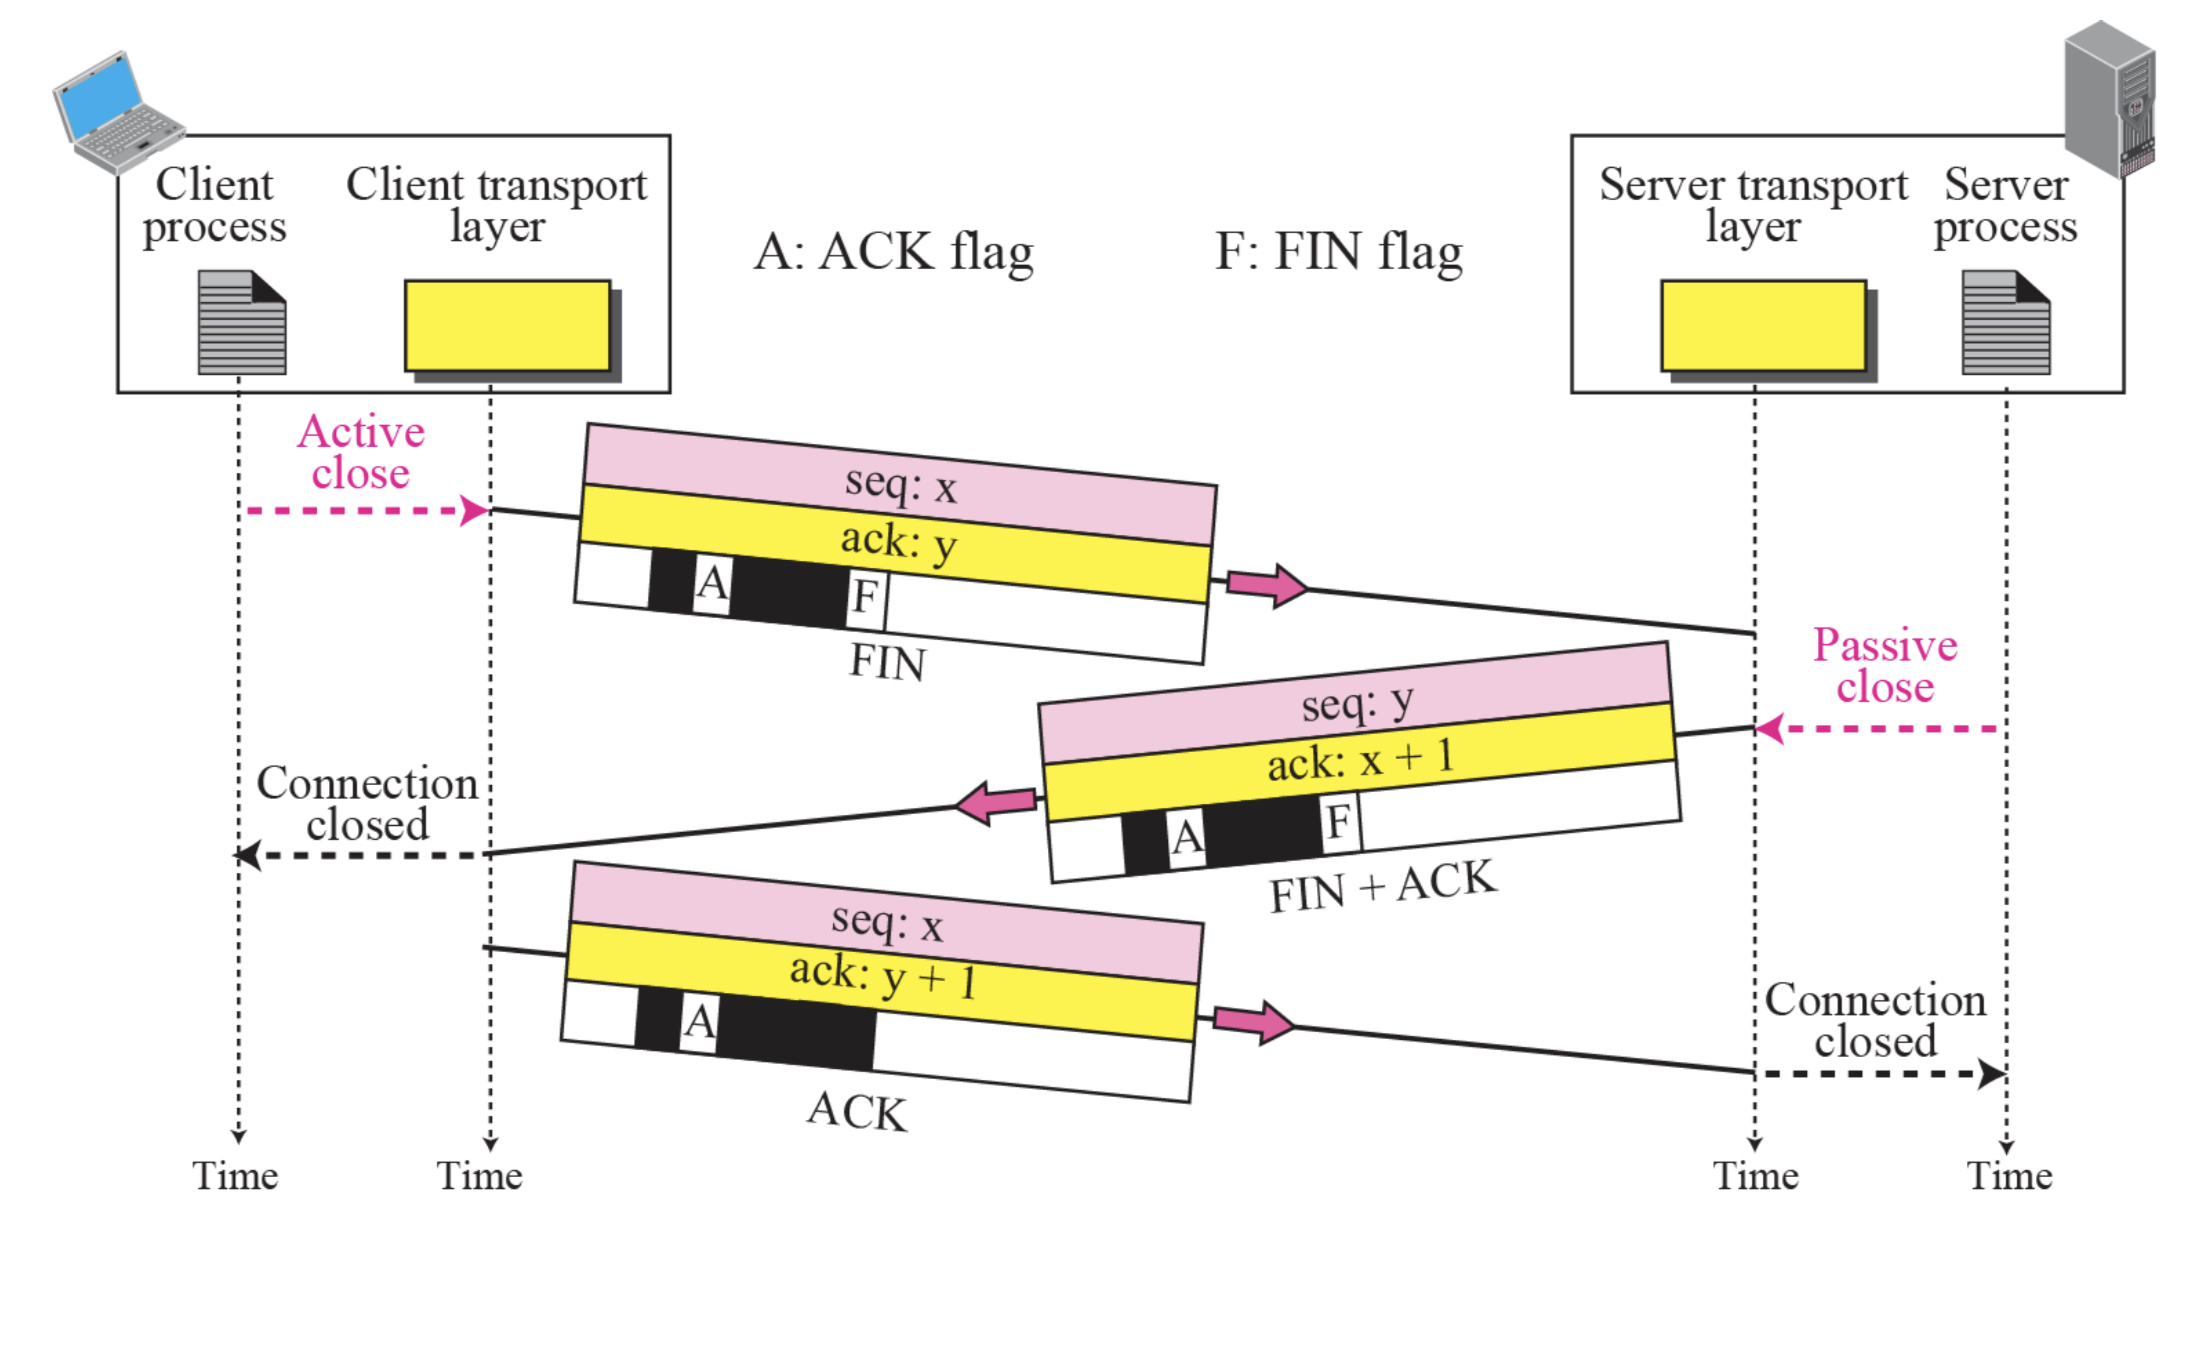 Client
process
Client transport
layer
A: ACK flag
F: FIN flag
Server transport
layer
Server
process
Active
close
seq: x
ack: y
A
F
FIN
Passive
close
seq: y
ack: x + 1
A
F
FIN + ACK
Connection
closed
seq: x
ack: y + 1
A
ACK
Connection
closed
Time
Time
Time
Time